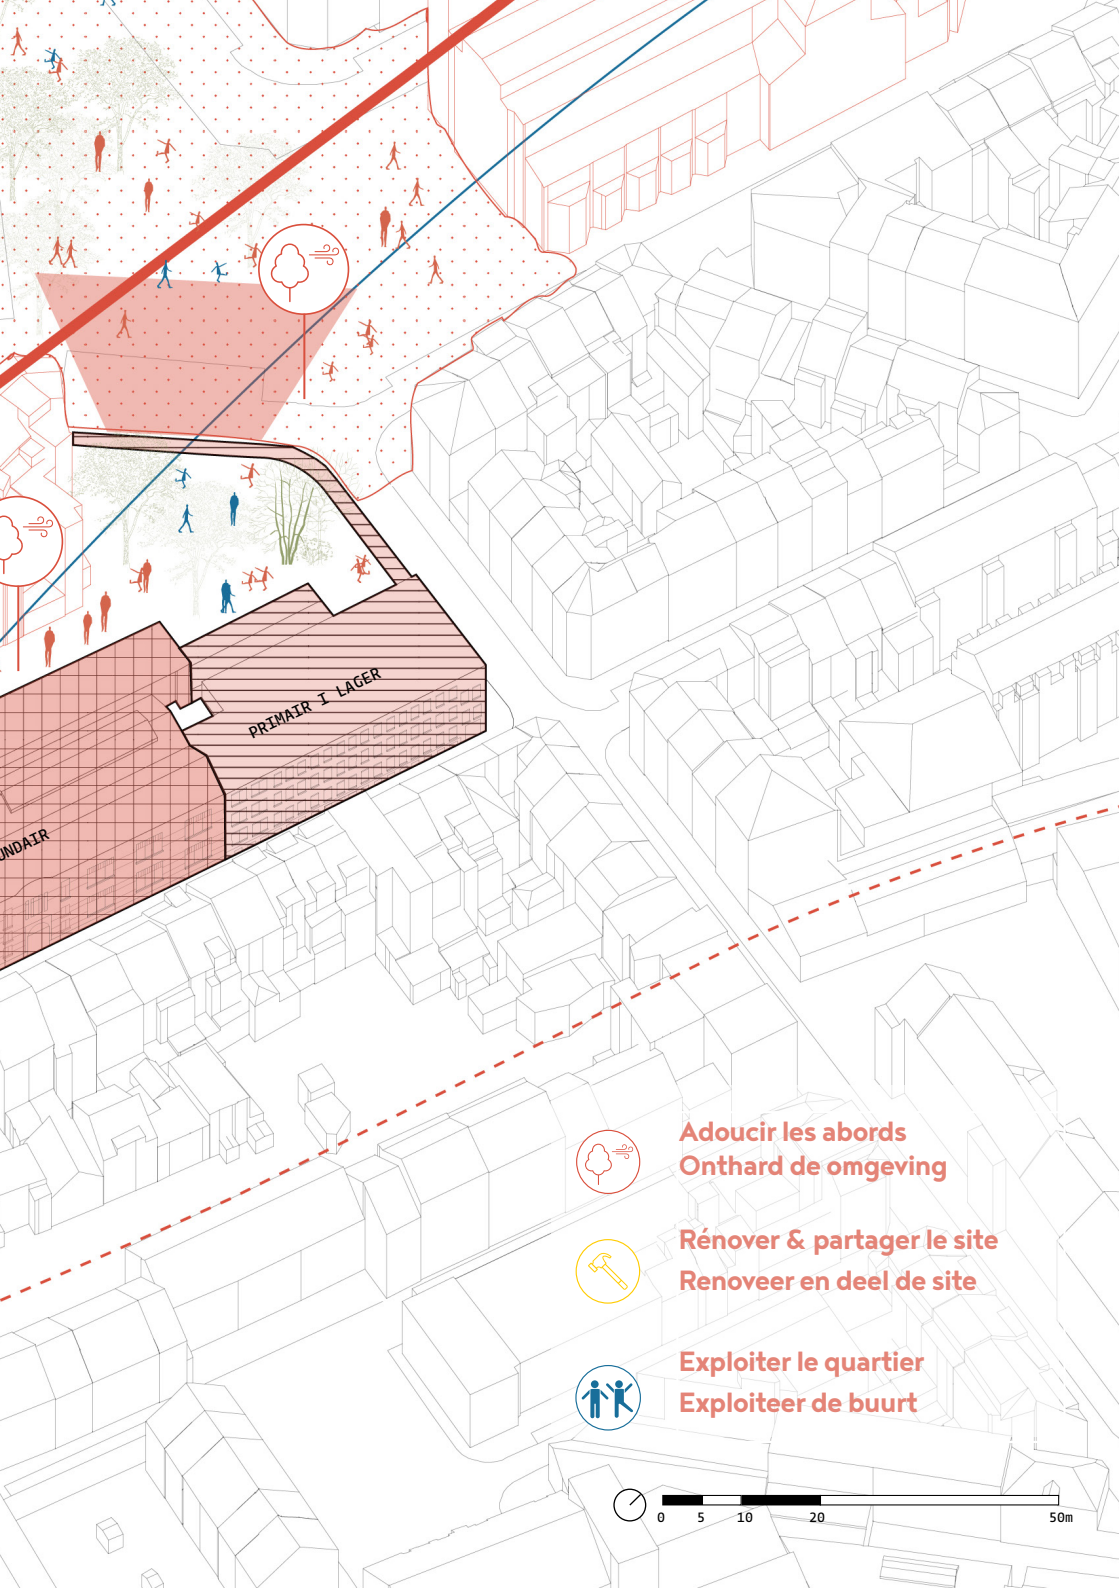 PRIMAIR I LAGER
UNDAIR
Adoucir les abords
Onthard de omgeving
Rénover & partager le site
Renoveer en deel de site
Exploiter le quartier
Exploiteer de buurt
0 5 10 20 50m